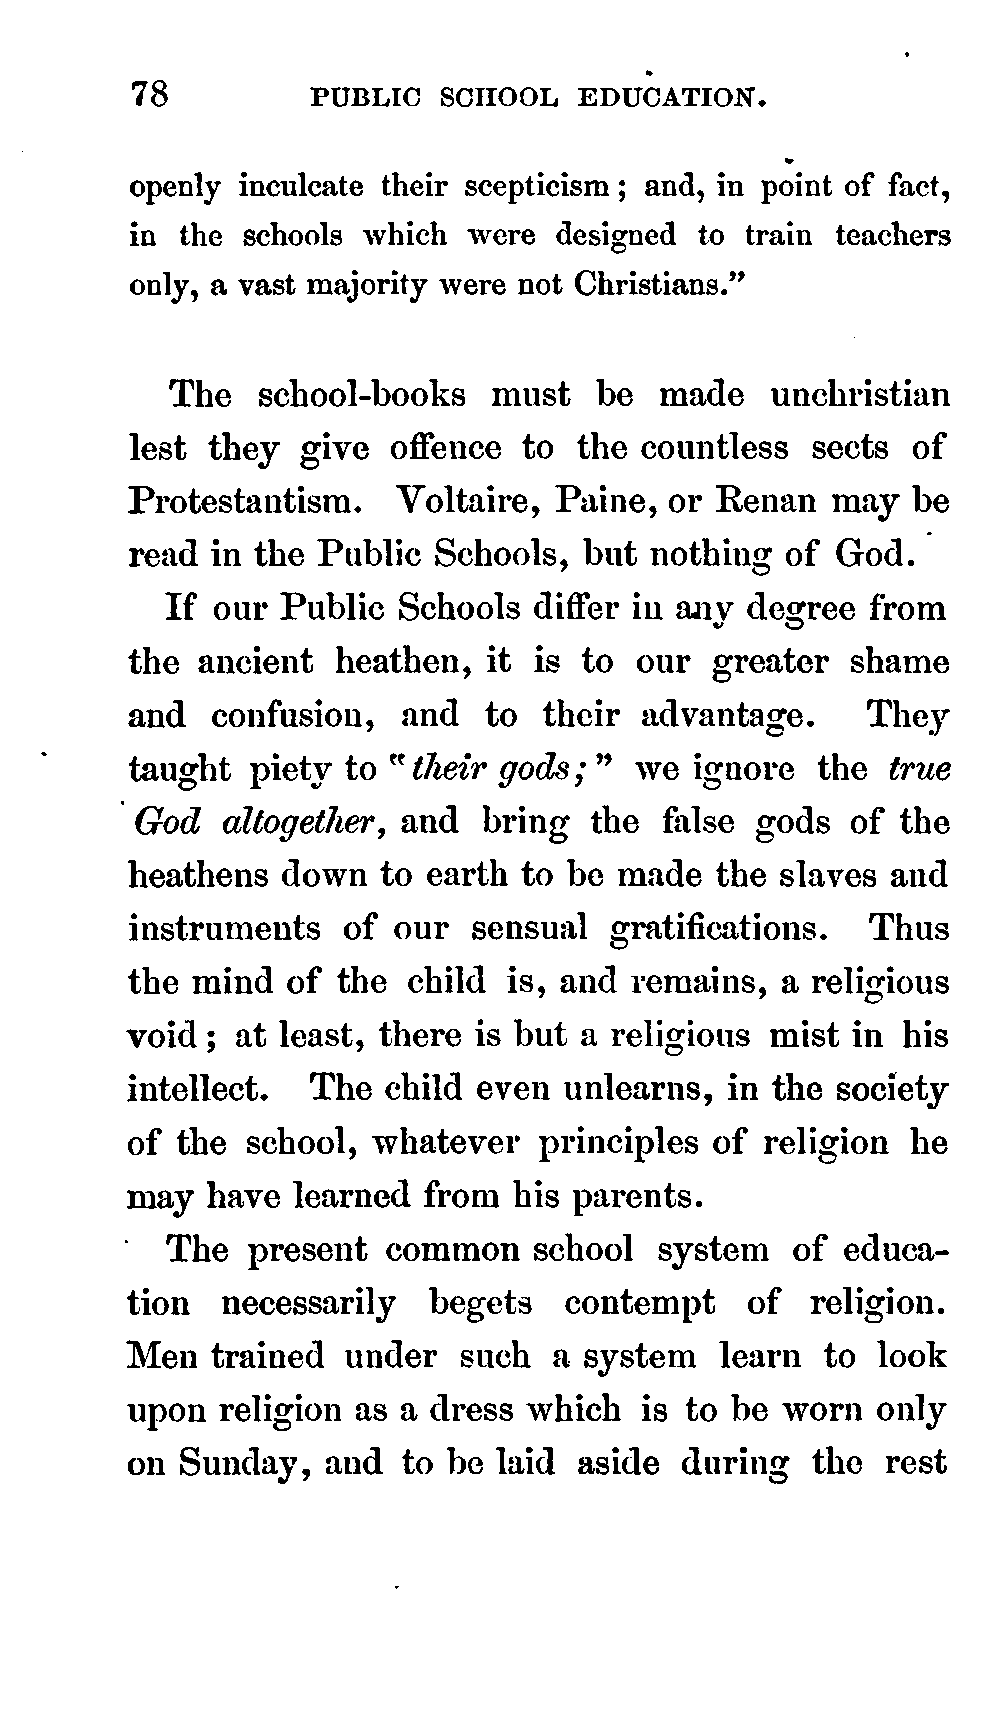 78 PUBLIC SCHOOL EDUCATION.
openly inculcate their scepticism; and, in point of fact,
in the schools which were designed to train teachers
only, a vast majority were not Christians."
The school-books must be made unchristian
lest they give offence to the countless sects of
Protestantism. Voltaire, Paine, or Renan may be
read in the Public Schools, but nothing of God.
If our Public Schools differ in any degree from
the ancient heathen, it is to our greater shame
and confusion, and to their advantage. They
taught piety to "their gods;" we ignore the true
God altogether, and bring the false gods of the
heathens down to earth to be made the slaves and
instruments of our sensual gratifications. Thus
the mind of the child is, and remains, a religious
void; at least, there is but a religious mist in his
intellect. The child even unlearns, in the society
of the school, whatever principles of religion he
may have learned from his parents.
The present common school system of educa-
tion necessarily begets contempt of religion.
Men trained under such a system learn to look
upon religion as a dress which is to be worn only
on Sunday, and to be laid aside during the rest